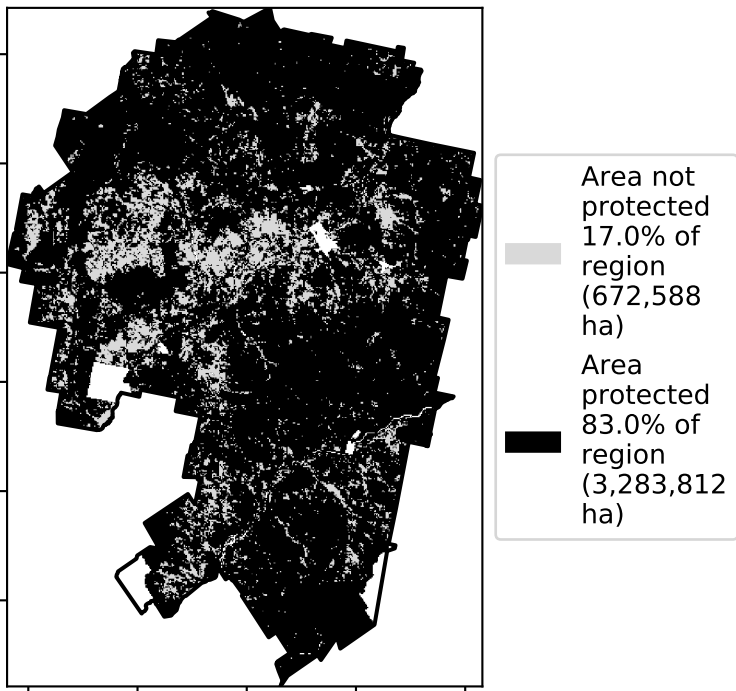 Area not
protected
17.0% of
region
(672,588
ha)
Area
protected
83.0% of
region
(3,283,812
ha)